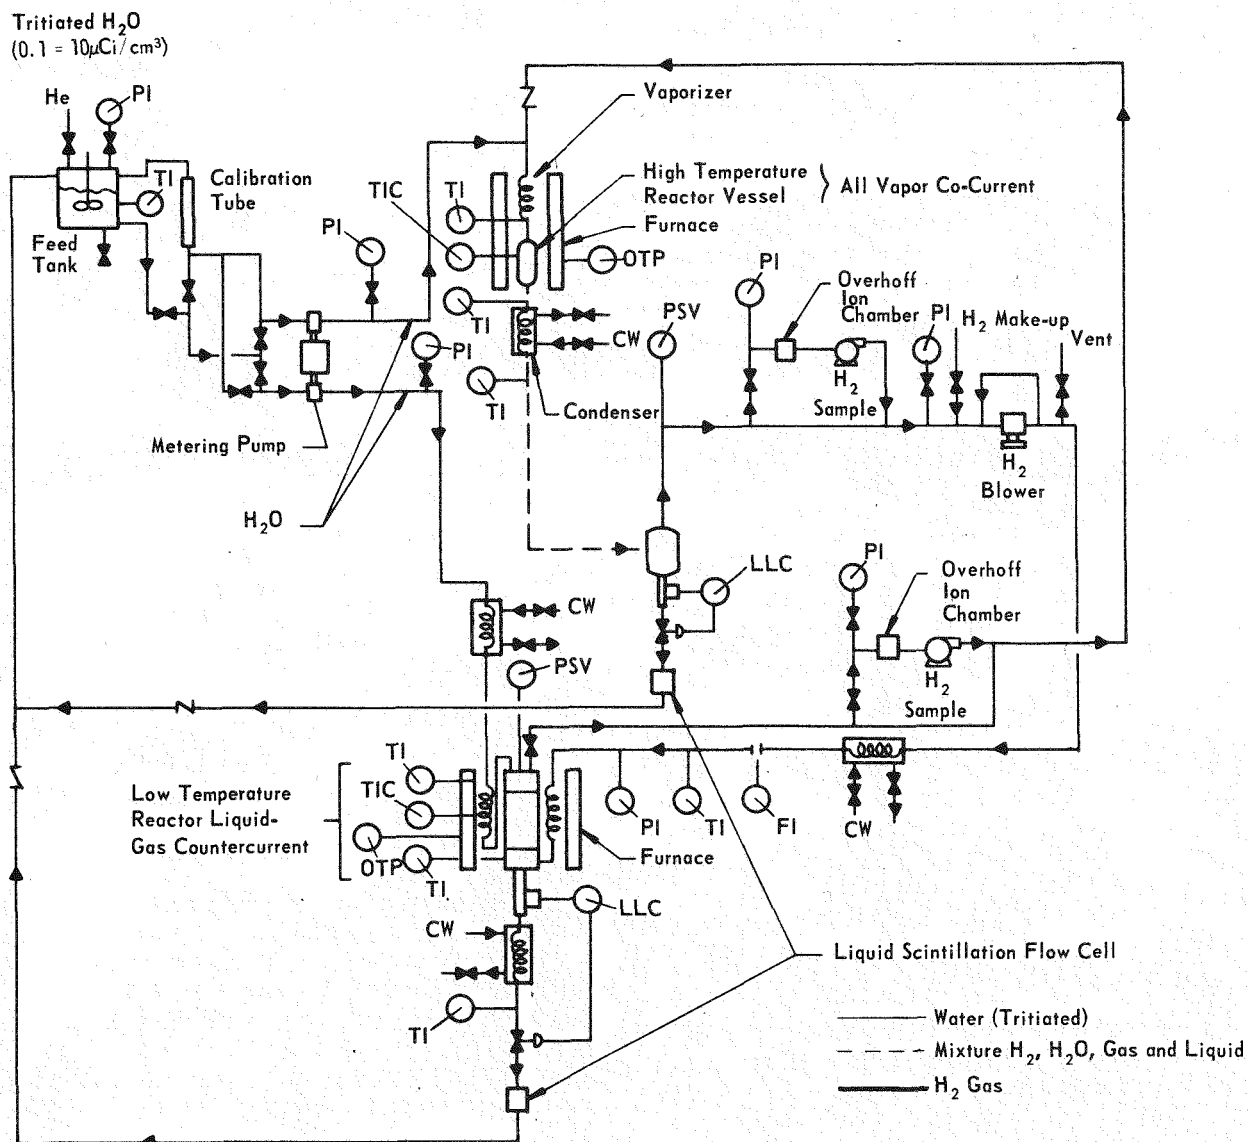 Tritiated H₂O
(0.1 = 10μCi/cm³)
He
PI
TI
Calibration
Tube
Feed
Tank
PI
TIC
TI
Vaporizer
High Temperature
Reactor Vessel
} All Vapor Co-Current
Furnace
OTP
TI
CW
PI
TI
Condenser
Metering Pump
H₂O
PSV
PI
Overhoff
Ion
Chamber
PI
H₂ Make-up
Vent
H₂
Sample
H₂
Blower
LLC
PI
Overhoff
Ion
Chamber
H₂
Sample
CW
PSV
TI
TIC
Low Temperature
Reactor Liquid-
Gas Countercurrent
OTP
TI
PI
TI
FI
CW
Furnace
LLC
CW
TI
Liquid Scintillation Flow Cell
Water (Tritiated)
Mixture H₂, H₂O, Gas and Liquid
H₂ Gas